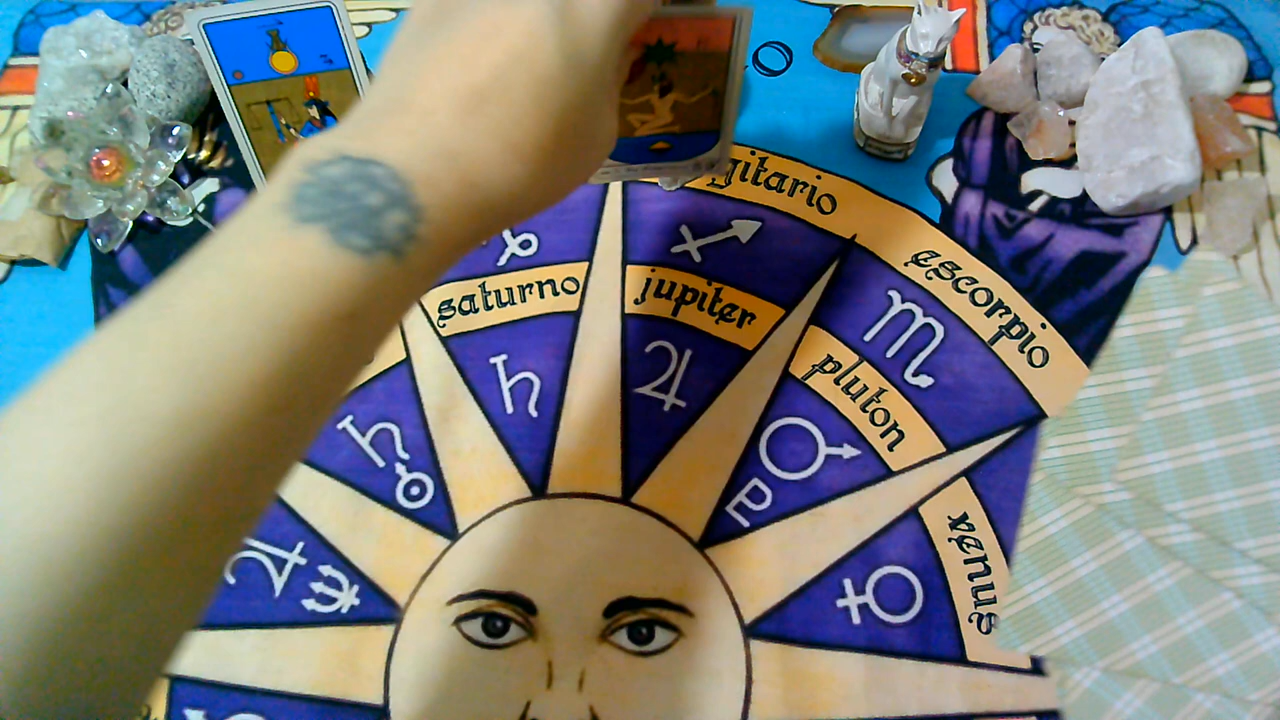 gitario
escorpio
saturno
jupiter
pluton
venus